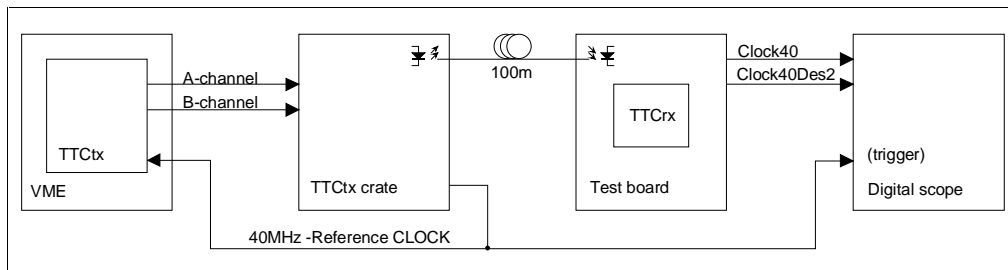 Clock40
100m
Clock40Des2
A-channel
B-channel
TTCrx
TTCtx
(trigger)
VME
TTCtx crate
Test board
Digital scope
40MHz -Reference CLOCK